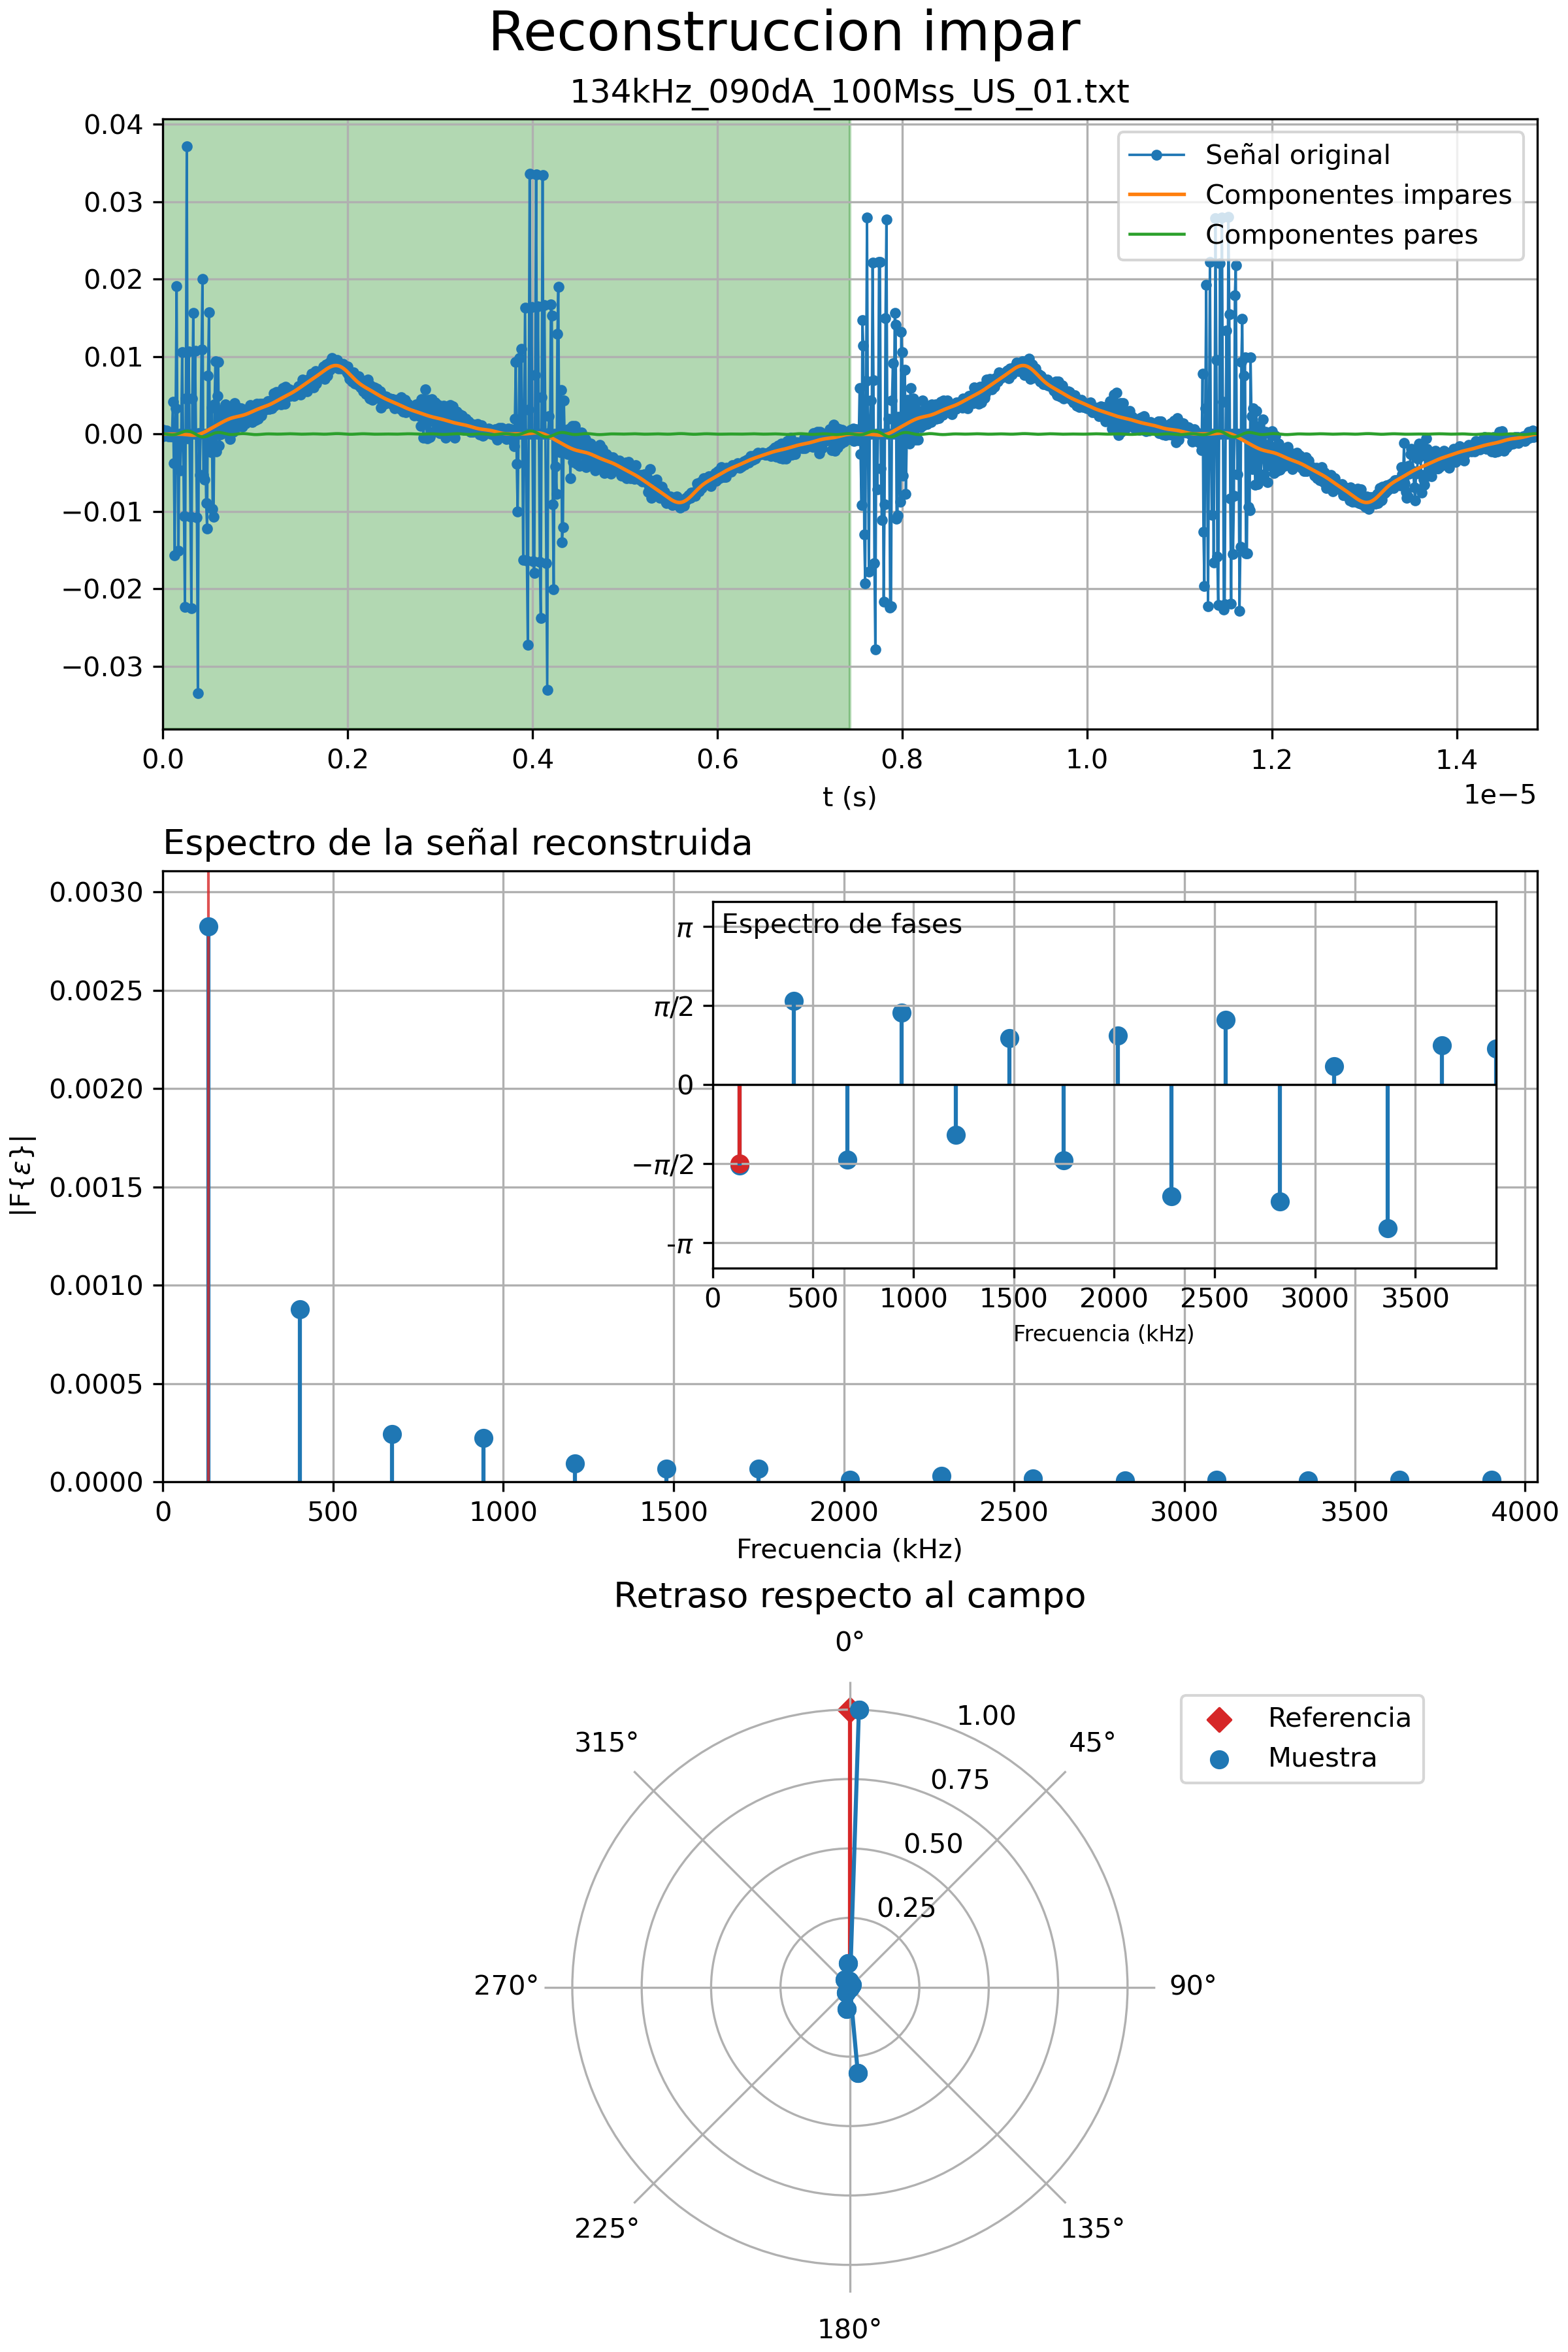 Reconstruccion impar
134kHz_090dA_100Mss_US_01.txt
0.04
0.03
0.02
0.01
0.00
−0.01
−0.02
−0.03
Señal original
Componentes impares
Componentes pares
0.0 0.2 0.4 0.6 0.8 1.0 1.2 1.4
1e−5
t (s)
Espectro de la señal reconstruida
|F{ε}|
0.0030
0.0025
0.0020
0.0015
0.0010
0.0005
0.0000
Espectro de fases
π
π/2
0
−π/2
-π
0 500 1000 1500 2000 2500 3000 3500
Frecuencia (kHz)
0 500 1000 1500 2000 2500 3000 3500 4000
Frecuencia (kHz)
Retraso respecto al campo
0°
45°
90°
135°
180°
225°
270°
315°
1.00
0.75
0.50
0.25
Referencia
Muestra